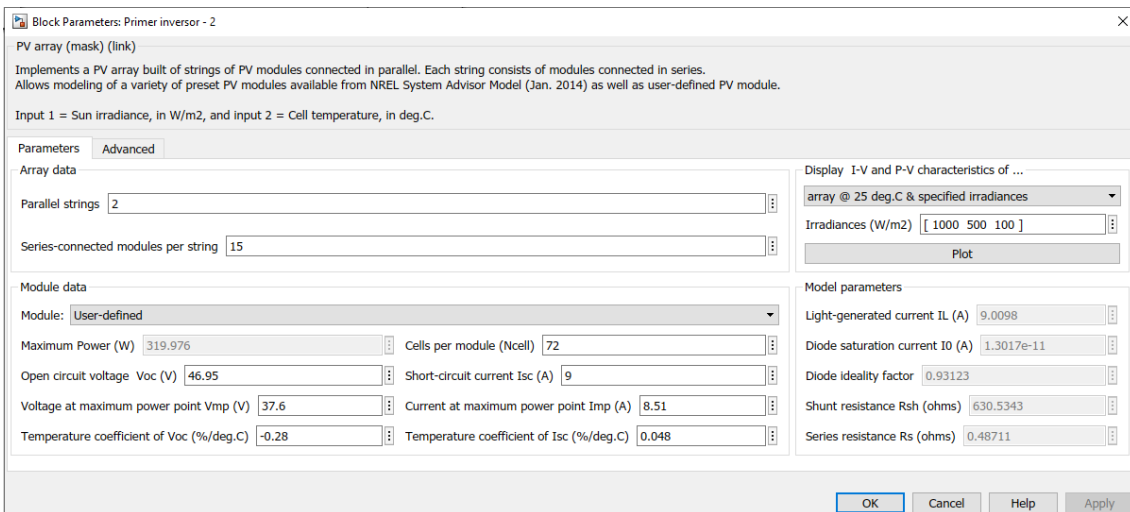 Block Parameters: Primer inversor - 2
PV array (mask) (link)
Implements a PV array built of strings of PV modules connected in parallel. Each string consists of modules connected in series.
Allows modeling of a variety of preset PV modules available from NREL System Advisor Model (Jan. 2014) as well as user-defined PV module.
Input 1 = Sun irradiance, in W/m2, and input 2 = Cell temperature, in deg.C.
Parameters Advanced
Array data
Parallel strings 2
Series-connected modules per string 15
Display I-V and P-V characteristics of ...
array @ 25 deg.C & specified irradiances
Irradiances (W/m2) [ 1000 500 100 ]
Plot
Module data
Module: User-defined
Maximum Power (W) 319.976 Cells per module (Ncell) 72
Open circuit voltage Voc (V) 46.95 Short-circuit current Isc (A) 9
Voltage at maximum power point Vmp (V) 37.6 Current at maximum power point Imp (A) 8.51
Temperature coefficient of Voc (%/deg.C) -0.28 Temperature coefficient of Isc (%/deg.C) 0.048
Model parameters
Light-generated current IL (A) 9.0098
Diode saturation current I0 (A) 1.3017e-11
Diode ideality factor 0.93123
Shunt resistance Rsh (ohms) 630.5343
Series resistance Rs (ohms) 0.48711
OK Cancel Help Apply